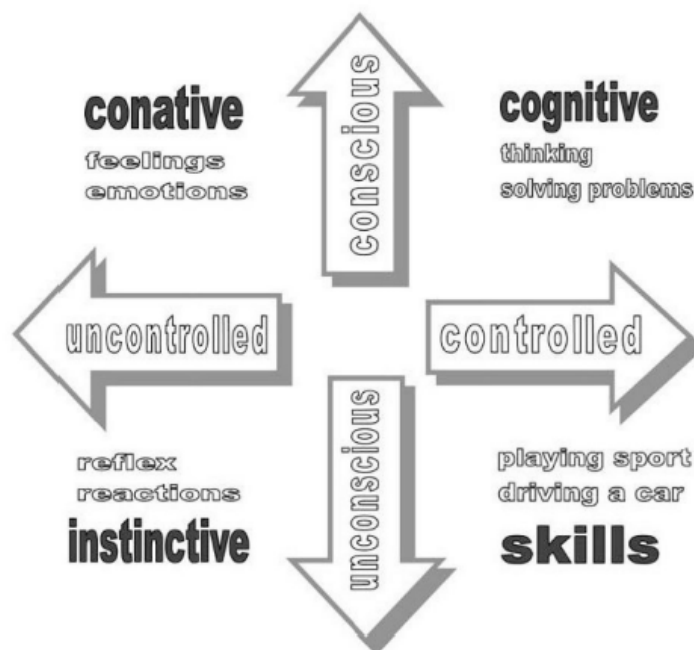 conscious
conative
feelings
emotions
cognitive
thinking
solving problems
uncontrolled
controlled
reflex
reactions
instinctive
unconscious
playing sport
driving a car
skills